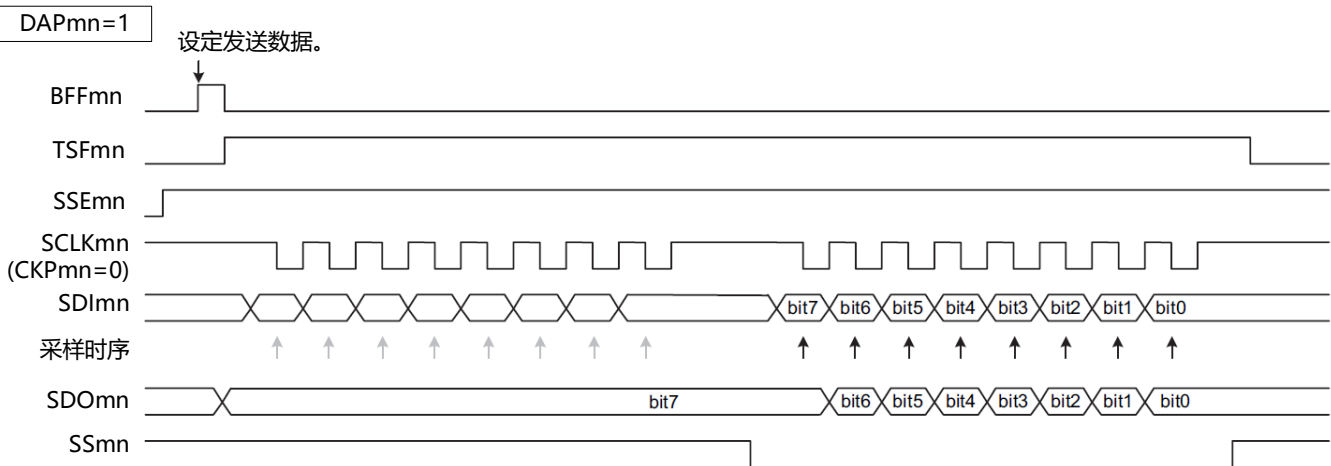 DAPmn=1
设定发送数据。
BFFmn
TSFmn
SSEmn
SCLKmn
(CKPmn=0)
SDImn
bit7 bit6 bit5 bit4 bit3 bit2 bit1 bit0
采样时序
SDOmn
bit7 bit6 bit5 bit4 bit3 bit2 bit1 bit0
SSmn